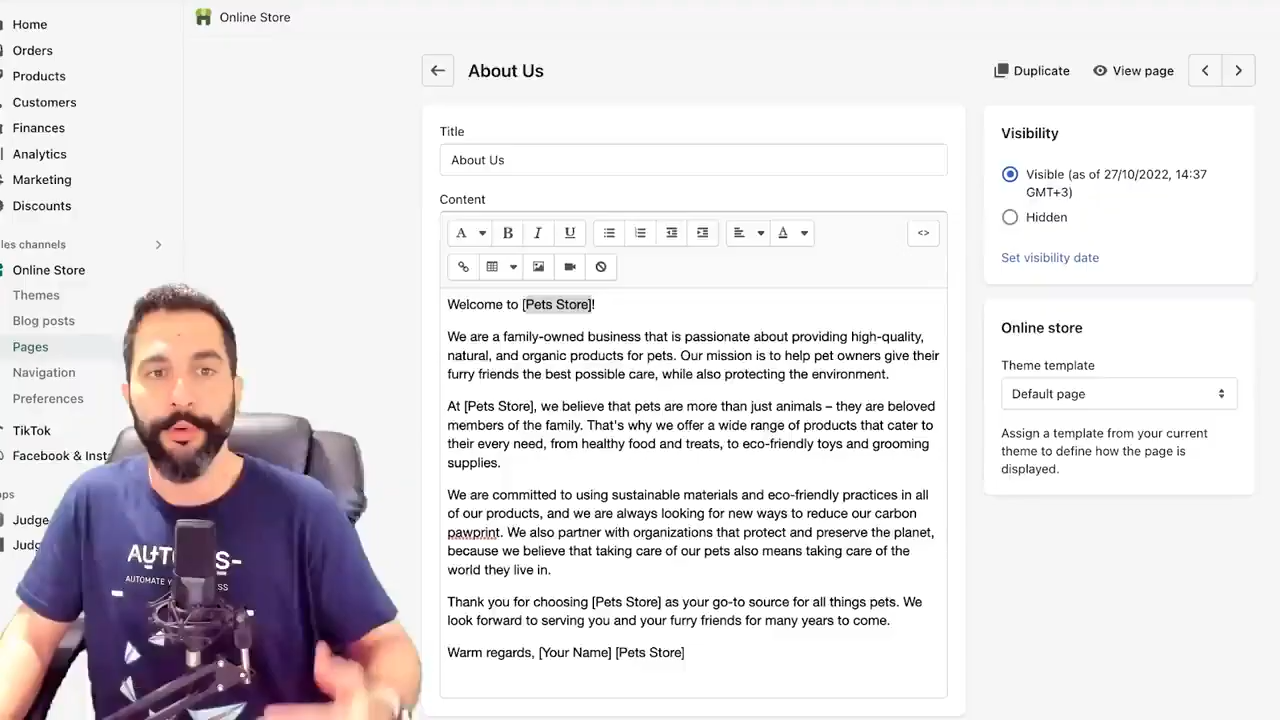 Online Store
Home
Orders
Products
Customers
Finances
Analytics
Marketing
Discounts
les channels
Online Store
Themes
Blog posts
Pages
Navigation
Preferences
TikTok
Facebook & Insta
ps
Judge
Judg
About Us
Duplicate
View page
Title
About Us
Content
A B I U A <>
Welcome to [Pets Store]!
We are a family-owned business that is passionate about providing high-quality,
natural, and organic products for pets. Our mission is to help pet owners give their
furry friends the best possible care, while also protecting the environment.
At [Pets Store], we believe that pets are more than just animals – they are beloved
members of the family. That's why we offer a wide range of products that cater to
their every need, from healthy food and treats, to eco-friendly toys and grooming
supplies.
We are committed to using sustainable materials and eco-friendly practices in all
of our products, and we are always looking for new ways to reduce our carbon
pawprint. We also partner with organizations that protect and preserve the planet,
because we believe that taking care of our pets also means taking care of the
world they live in.
Thank you for choosing [Pets Store] as your go-to source for all things pets. We
look forward to serving you and your furry friends for many years to come.
Warm regards, [Your Name] [Pets Store]
Visibility
Visible (as of 27/10/2022, 14:37
GMT+3)
Hidden
Set visibility date
Online store
Theme template
Default page
Assign a template from your current
theme to define how the page is
displayed.
AUTOMATE